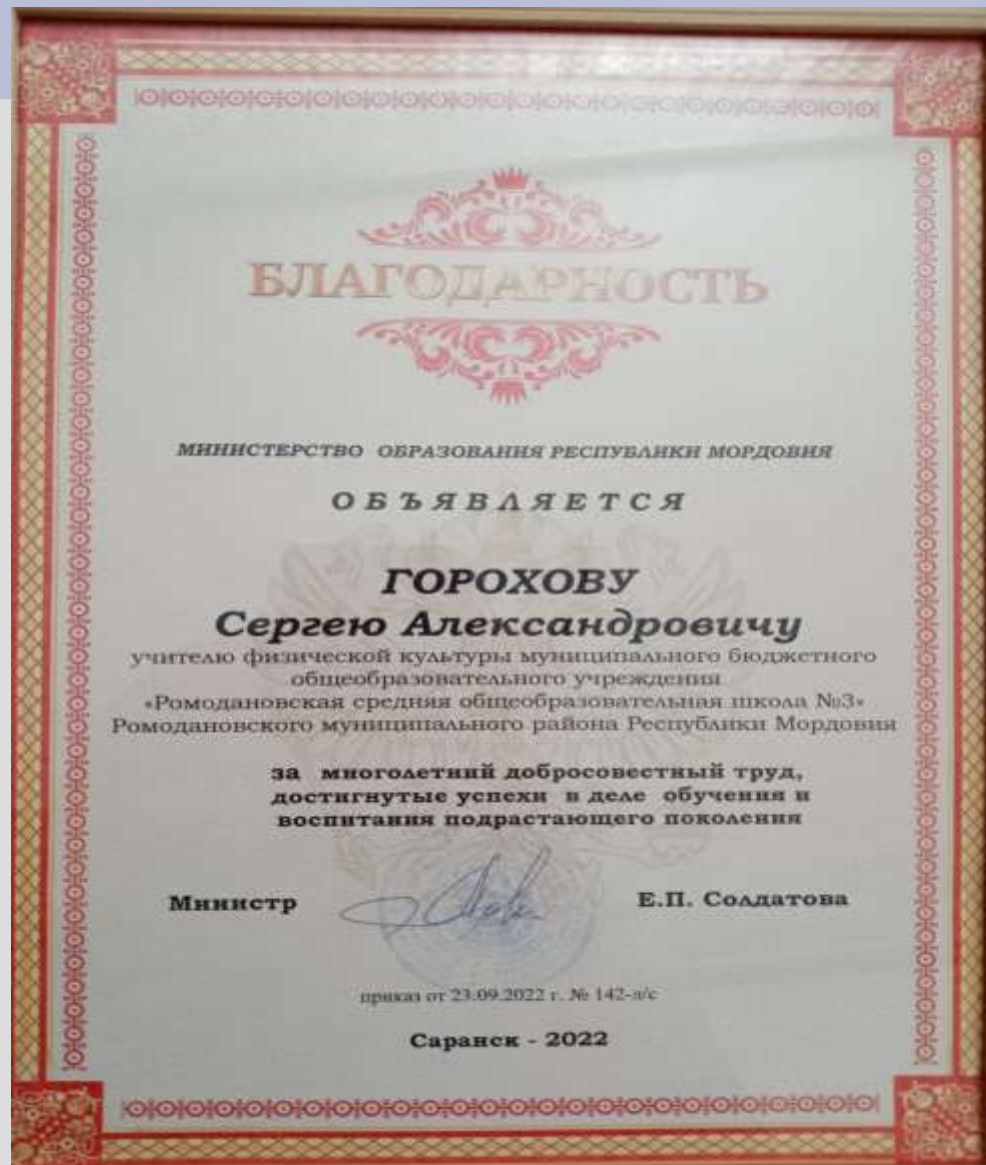 БЛАГОДАРНОСТЬ
МИНИСТЕРСТВО ОБРАЗОВАНИЯ РЕСПУБЛИКИ МОРДОВИЯ
ОБЪЯВЛЯЕТСЯ
ГОРОХОВУ
Сергею Александровичу
учителю физической культуры муниципального бюджетного
общеобразовательного учреждения
«Ромодановская средняя общеобразовательная школа №3»
Ромодановского муниципального района Республики Мордовия
за многолетний добросовестный труд,
достигнутые успехи в деле обучения и
воспитания подрастающего поколения
Министр Е.П. Солдатова
приказ от 23.09.2022 г. № 142-л/с
Саранск - 2022